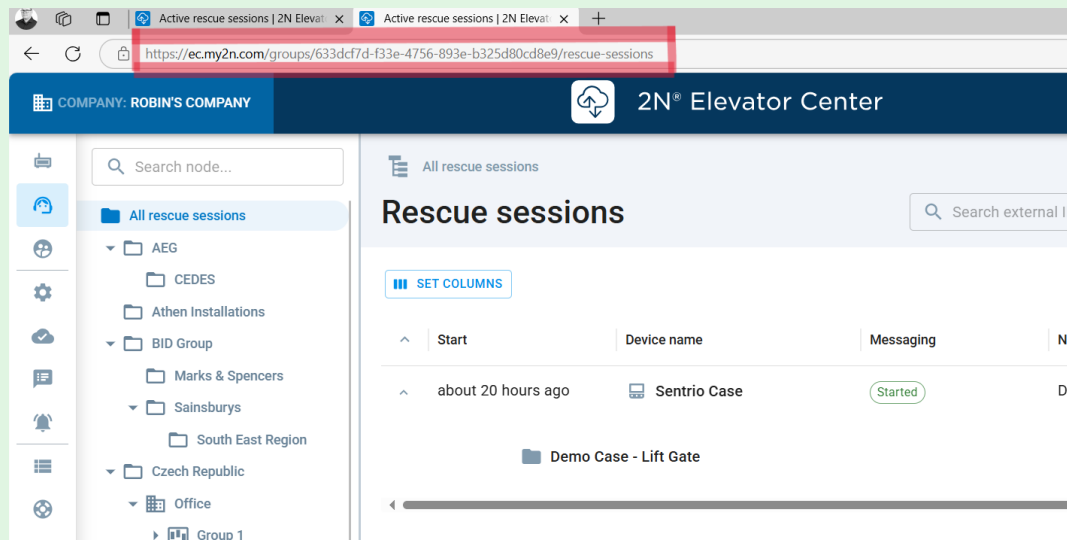 Active rescue sessions | 2N Elevat
Active rescue sessions | 2N Elevat
https://ec.my2n.com/groups/633dcf7d-f33e-4756-893e-b325d80cd8e9/rescue-sessions
COMPANY: ROBIN'S COMPANY
2N® Elevator Center
Search node...
All rescue sessions
Rescue sessions
Search external I
All rescue sessions
AEG
CEDES
Athen Installations
BID Group
Marks & Spencers
Sainsburys
South East Region
Czech Republic
Office
Group 1
SET COLUMNS
Start Device name Messaging N
about 20 hours ago Sentrio Case Started D
Demo Case - Lift Gate